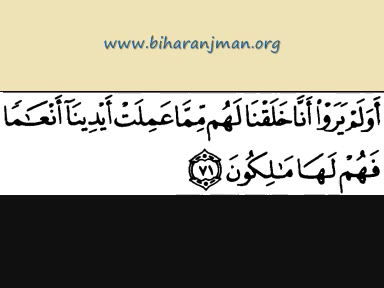 www.biharanjman.org
أَوَلَمْ يَرَوْا۟ أَنَّا خَلَقْنَا لَهُم مِّمَّا عَمِلَتْ أَيْدِينَآ أَنْعَـٰمًا
فَهُمْ لَهَا مَـٰلِكُونَ ٧١